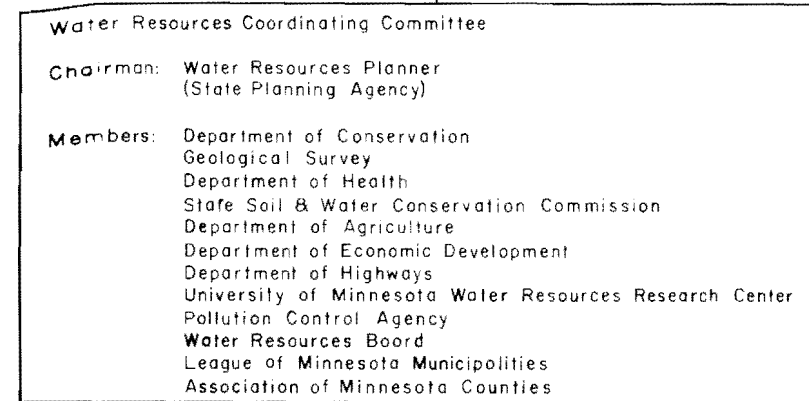 Water Resources Coordinating Committee
Chairman: Water Resources Planner
(State Planning Agency)
Members: Department of Conservation
Geological Survey
Department of Health
State Soil & Water Conservation Commission
Department of Agriculture
Department of Economic Development
Department of Highways
University of Minnesota Water Resources Research Center
Pollution Control Agency
Water Resources Board
League of Minnesota Municipalities
Association of Minnesota Counties